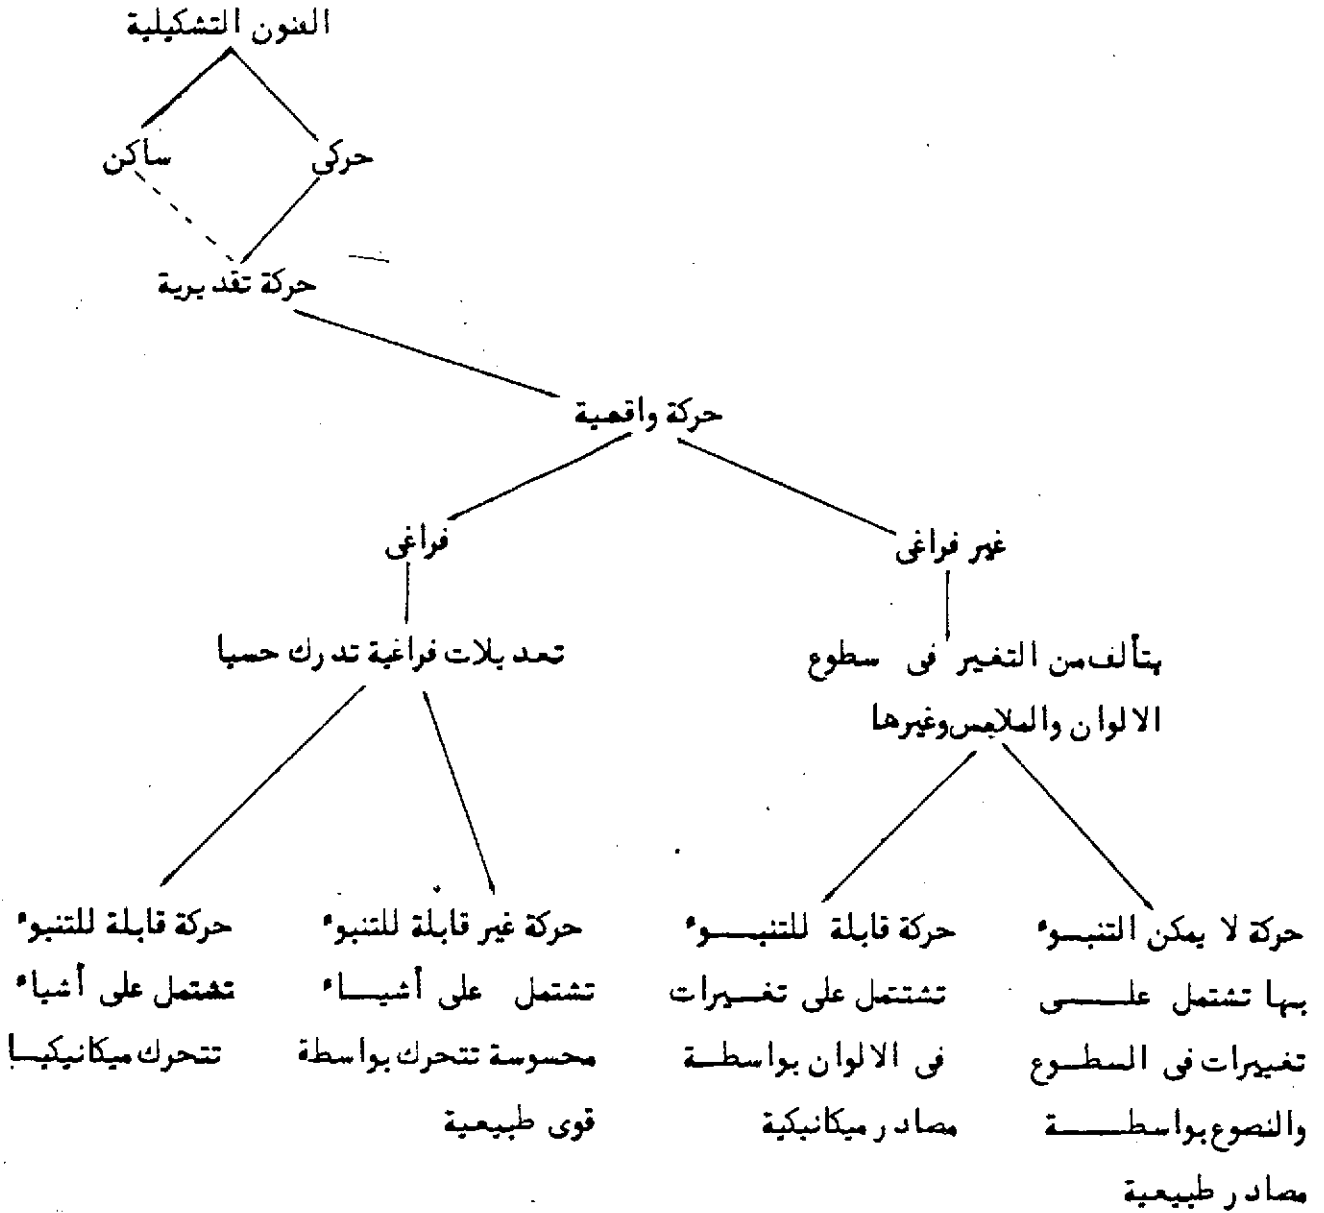 الفنون التشكيلية
حركى
ساكن
حركة تقديرية
حركة واقعية
غير فراغى
فراغى
يتألف من التغير فى سطوع
الالوان والملامس وغيرها
تعديلات فراغية تدرك حسيا
حركة لا يمكن التنبوء
بها تشتمل على
تغييرات فى السطوع
والنصوع بواسطة
مصادر طبيعية
حركة قابلة للتنبوء
تشتتمل على تغيرات
فى الالوان بواسطة
مصادر ميكانيكية
حركة غير قابلة للتنبوء
تشتمل على أشياء
محسوسة تتحرك بواسطة
قوى طبيعية
حركة قابلة للتنبوء
تشتمل على أشياء
تتحرك ميكانيكيا